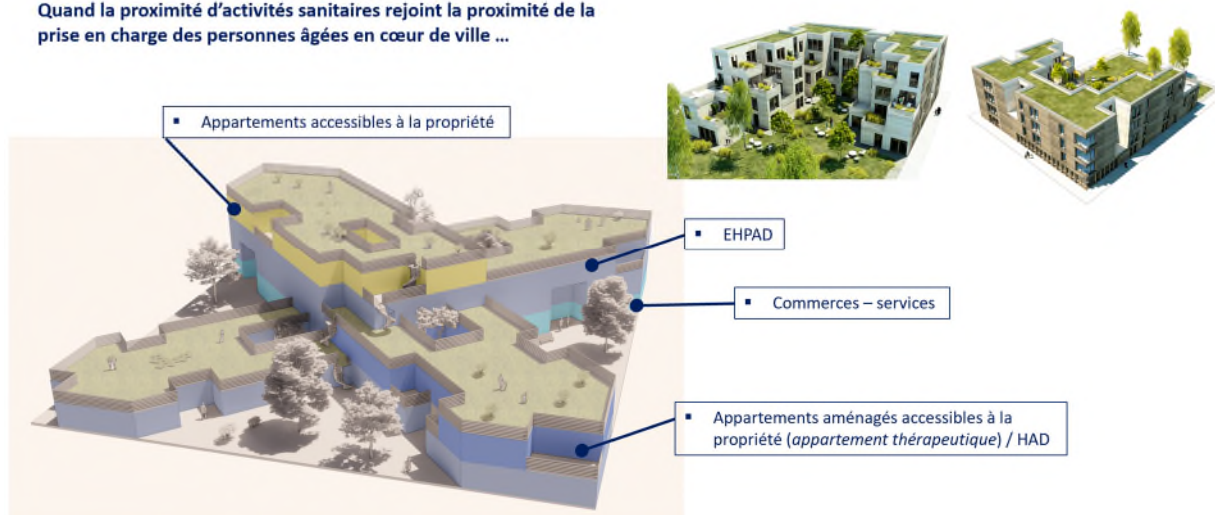 Quand la proximité d’activités sanitaires rejoint la proximité de la
prise en charge des personnes âgées en cœur de ville ...
▪ Appartements accessibles à la propriété
▪ EHPAD
▪ Commerces – services
▪ Appartements aménagés accessibles à la
propriété (appartement thérapeutique) / HAD